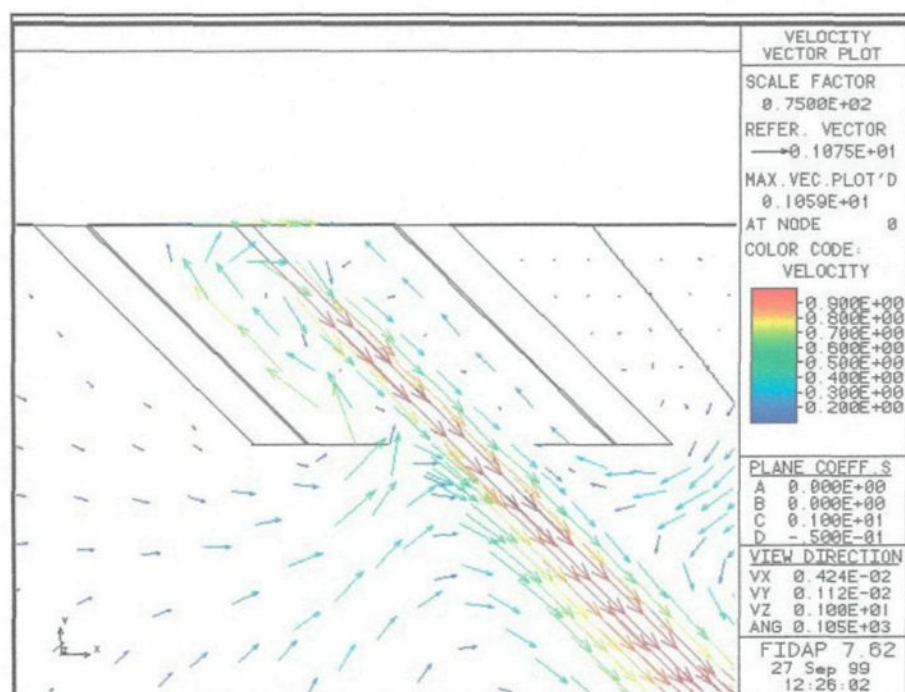 VELOCITY
VECTOR PLOT
SCALE FACTOR
0.7500E+02
REFER. VECTOR
0.1075E+01
MAX.VEC.PLOT'D
0.1059E+01
AT NODE 0
COLOR CODE:
VELOCITY
0.900E+00
0.800E+00
0.700E+00
0.600E+00
0.500E+00
0.400E+00
0.300E+00
0.200E+00
PLANE COEFF.S
A 0.000E+00
B 0.000E+00
C 0.100E+01
D -.500E-01
VIEW DIRECTION
VX 0.424E-02
VY 0.112E-02
VZ 0.100E+01
ANG 0.105E+03
FIDAP 7.62
27 Sep 99
12:26:02
Y
Z X